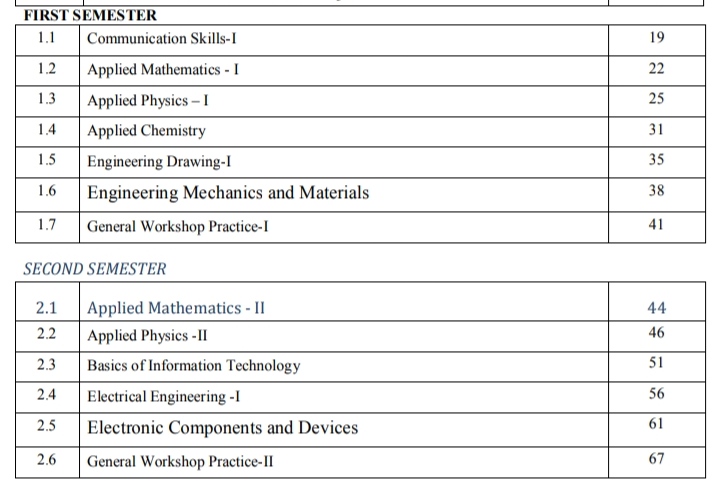 FIRST SEMESTER
1.1 Communication Skills-I 19
1.2 Applied Mathematics - I 22
1.3 Applied Physics – I 25
1.4 Applied Chemistry 31
1.5 Engineering Drawing-I 35
1.6 Engineering Mechanics and Materials 38
1.7 General Workshop Practice-I 41
SECOND SEMESTER
2.1 Applied Mathematics - II 44
2.2 Applied Physics -II 46
2.3 Basics of Information Technology 51
2.4 Electrical Engineering -I 56
2.5 Electronic Components and Devices 61
2.6 General Workshop Practice-II 67